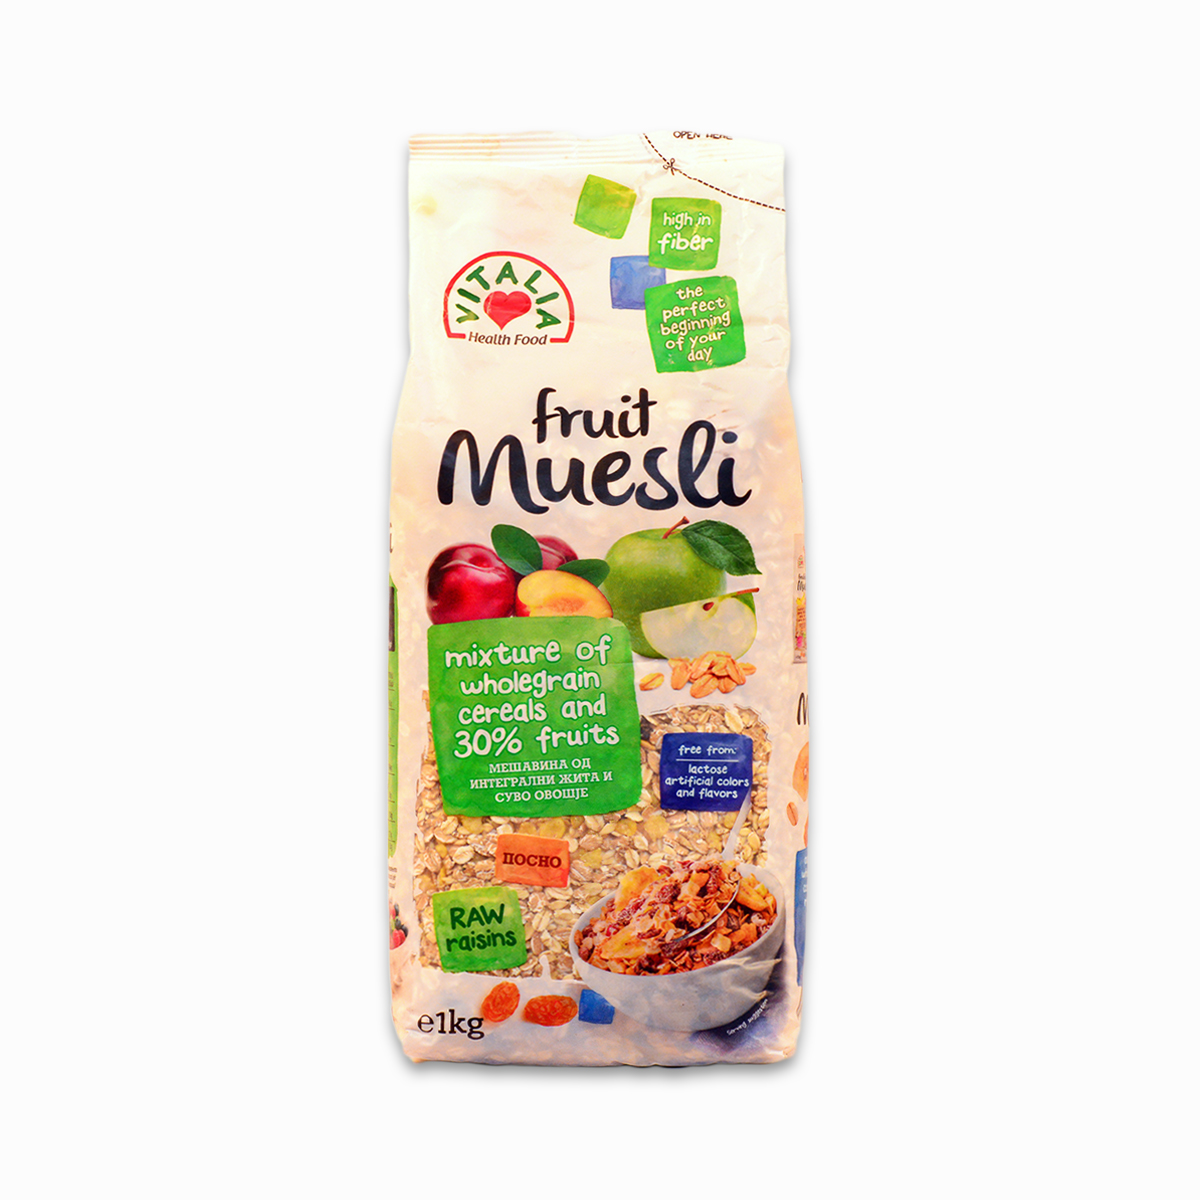 OPEN HERE
high in
fiber
the
perfect
beginning
of your
day
VITALIA
Health Food
fruit
Muesli
mixture of
wholegrain
cereals and
30% fruits
МЕШАВИНА ОД
ИНТЕГРАЛНИ ЖИТА И
СУВО ОВОШЈЕ
free from:
lactose
artificial colors
and flavors
ПОСНО
RAW
raisins
℮1kg